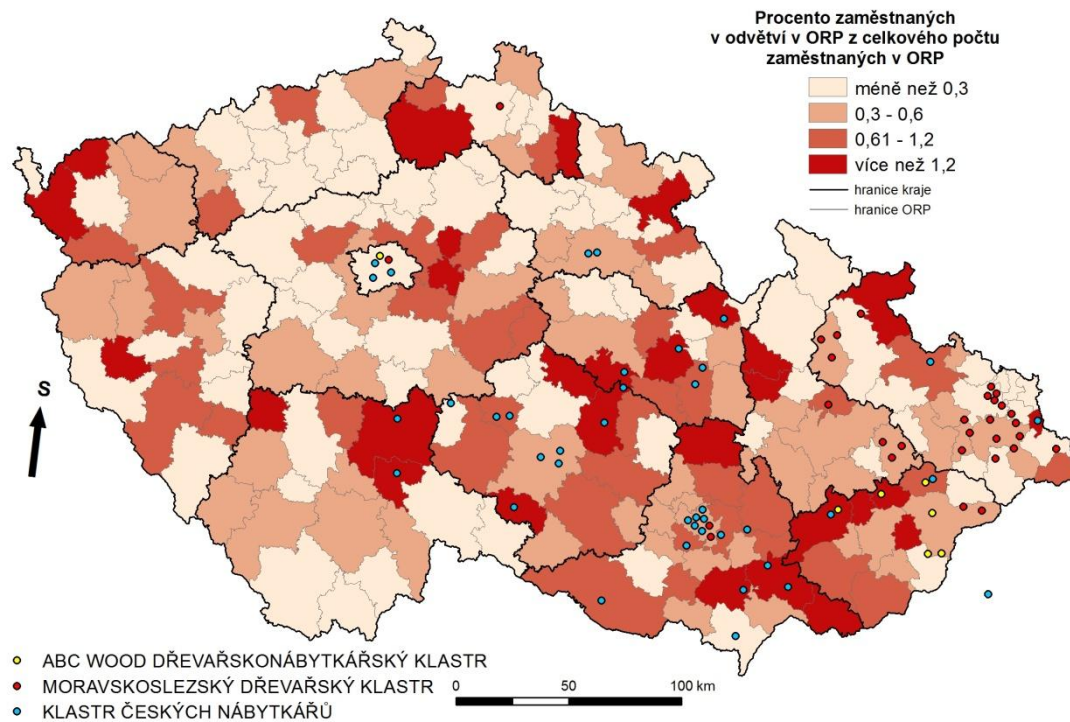 Procento zaměstnaných
v odvětví v ORP z celkového počtu
zaměstnaných v ORP
méně než 0,3
0,3 - 0,6
0,61 - 1,2
více než 1,2
hranice kraje
hranice ORP
S
ABC WOOD DŘEVAŘSKONÁBYTKÁŘSKÝ KLASTR
MORAVSKOSLEZSKÝ DŘEVAŘSKÝ KLASTR
KLASTR ČESKÝCH NÁBYTKÁŘŮ
0 50 100 km